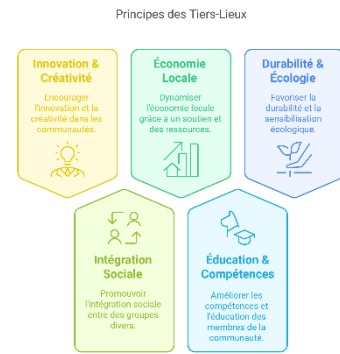 Principes des Tiers-Lieux
Innovation &
Créativité
Encourager
l'innovation et la
créativité dans les
communautés.
Économie
Locale
Dynamiser
l'économie locale
grâce à un soutien et
des ressources.
Durabilité &
Écologie
Favoriser la
durabilité et la
sensibilisation
écologique.
Intégration
Sociale
Promouvoir
l'intégration sociale
entre des groupes
divers.
Éducation &
Compétences
Améliorer les
compétences et
l'éducation des
membres de la
communauté.